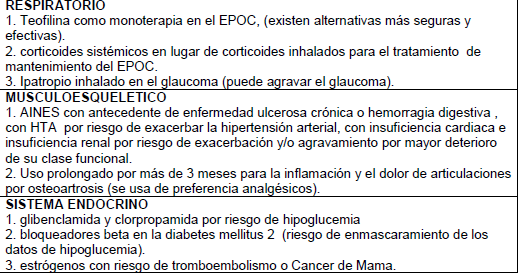 RESPIRATORIO
1. Teofilina como monoterapia en el EPOC, (existen alternativas más seguras y
efectivas).
2. corticoides sistémicos en lugar de corticoides inhalados para el tratamiento de
mantenimiento del EPOC.
3. Ipatropio inhalado en el glaucoma (puede agravar el glaucoma).
MUSCULOESQUELETICO
1. AINES con antecedente de enfermedad ulcerosa crónica o hemorragia digestiva ,
con HTA por riesgo de exacerbar la hipertensión arterial, con insuficiencia cardiaca e
insuficiencia renal por riesgo de exacerbación y/o agravamiento por mayor deterioro
de su clase funcional.
2. Uso prolongado por más de 3 meses para la inflamación y el dolor de articulaciones
por osteoartrosis (se usa de preferencia analgésicos).
SISTEMA ENDOCRINO
1. glibenclamida y clorpropamida por riesgo de hipoglucemia
2. bloqueadores beta en la diabetes mellitus 2 (riesgo de enmascaramiento de los
datos de hipoglucemia).
3. estrógenos con riesgo de tromboembolismo o Cancer de Mama.